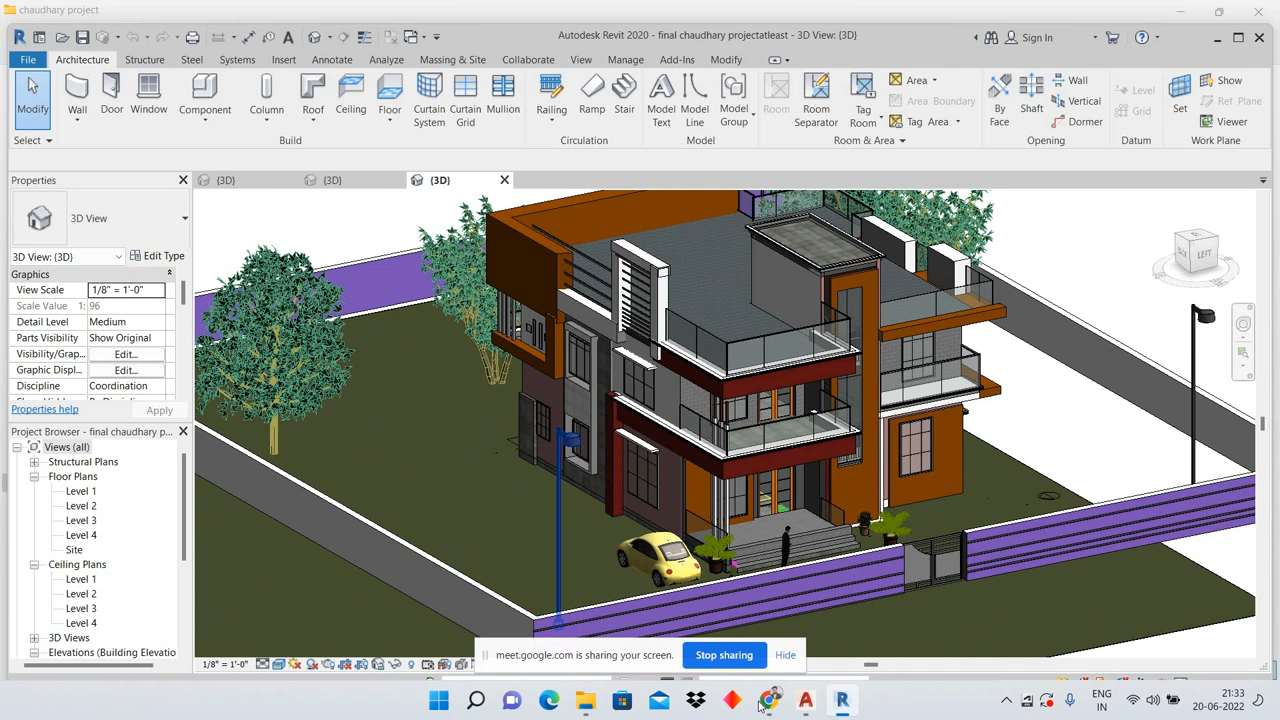 chaudhary project
Autodesk Revit 2020 - final chaudhary projectatleast - 3D View: {3D}
Sign In
File Architecture Structure Steel Systems Insert Annotate Analyze Massing & Site Collaborate View Manage Add-Ins Modify
Modify
Wall
Door
Window
Component
Column
Roof
Ceiling
Floor
Curtain System
Curtain Grid
Mullion
Railing
Ramp
Stair
Model Text
Model Line
Model Group
Room
Room Separator
Tag Room
Area
Area Boundary
Tag Area
By Face
Shaft
Wall
Vertical
Dormer
Level
Grid
Set
Show
Ref Plane
Viewer
Select
Build
Circulation
Model
Room & Area
Opening
Datum
Work Plane
Properties
{3D}
{3D}
{3D}
3D View
3D View: {3D}
Edit Type
Graphics
View Scale 1/8" = 1'-0"
Scale Value 1: 96
Detail Level Medium
Parts Visibility Show Original
Visibility/Grap... Edit...
Graphic Displ... Edit...
Discipline Coordination
Properties help
Apply
Project Browser - final chaudhary p...
Views (all)
Structural Plans
Floor Plans
Level 1
Level 2
Level 3
Level 4
Site
Ceiling Plans
Level 1
Level 2
Level 3
Level 4
3D Views
Elevations (Building Elevatio
LEFT
1/8" = 1'-0"
meet.google.com is sharing your screen.
Stop sharing
Hide
ENG
IN
21:33
20-06-2022